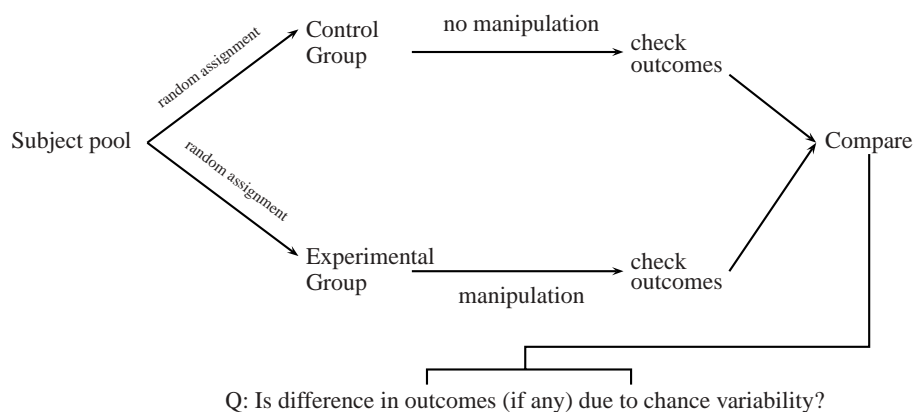 Control
Group
no manipulation
check
outcomes
random assignment
Subject pool
Compare
random assignment
Experimental
Group
manipulation
check
outcomes
Q: Is difference in outcomes (if any) due to chance variability?